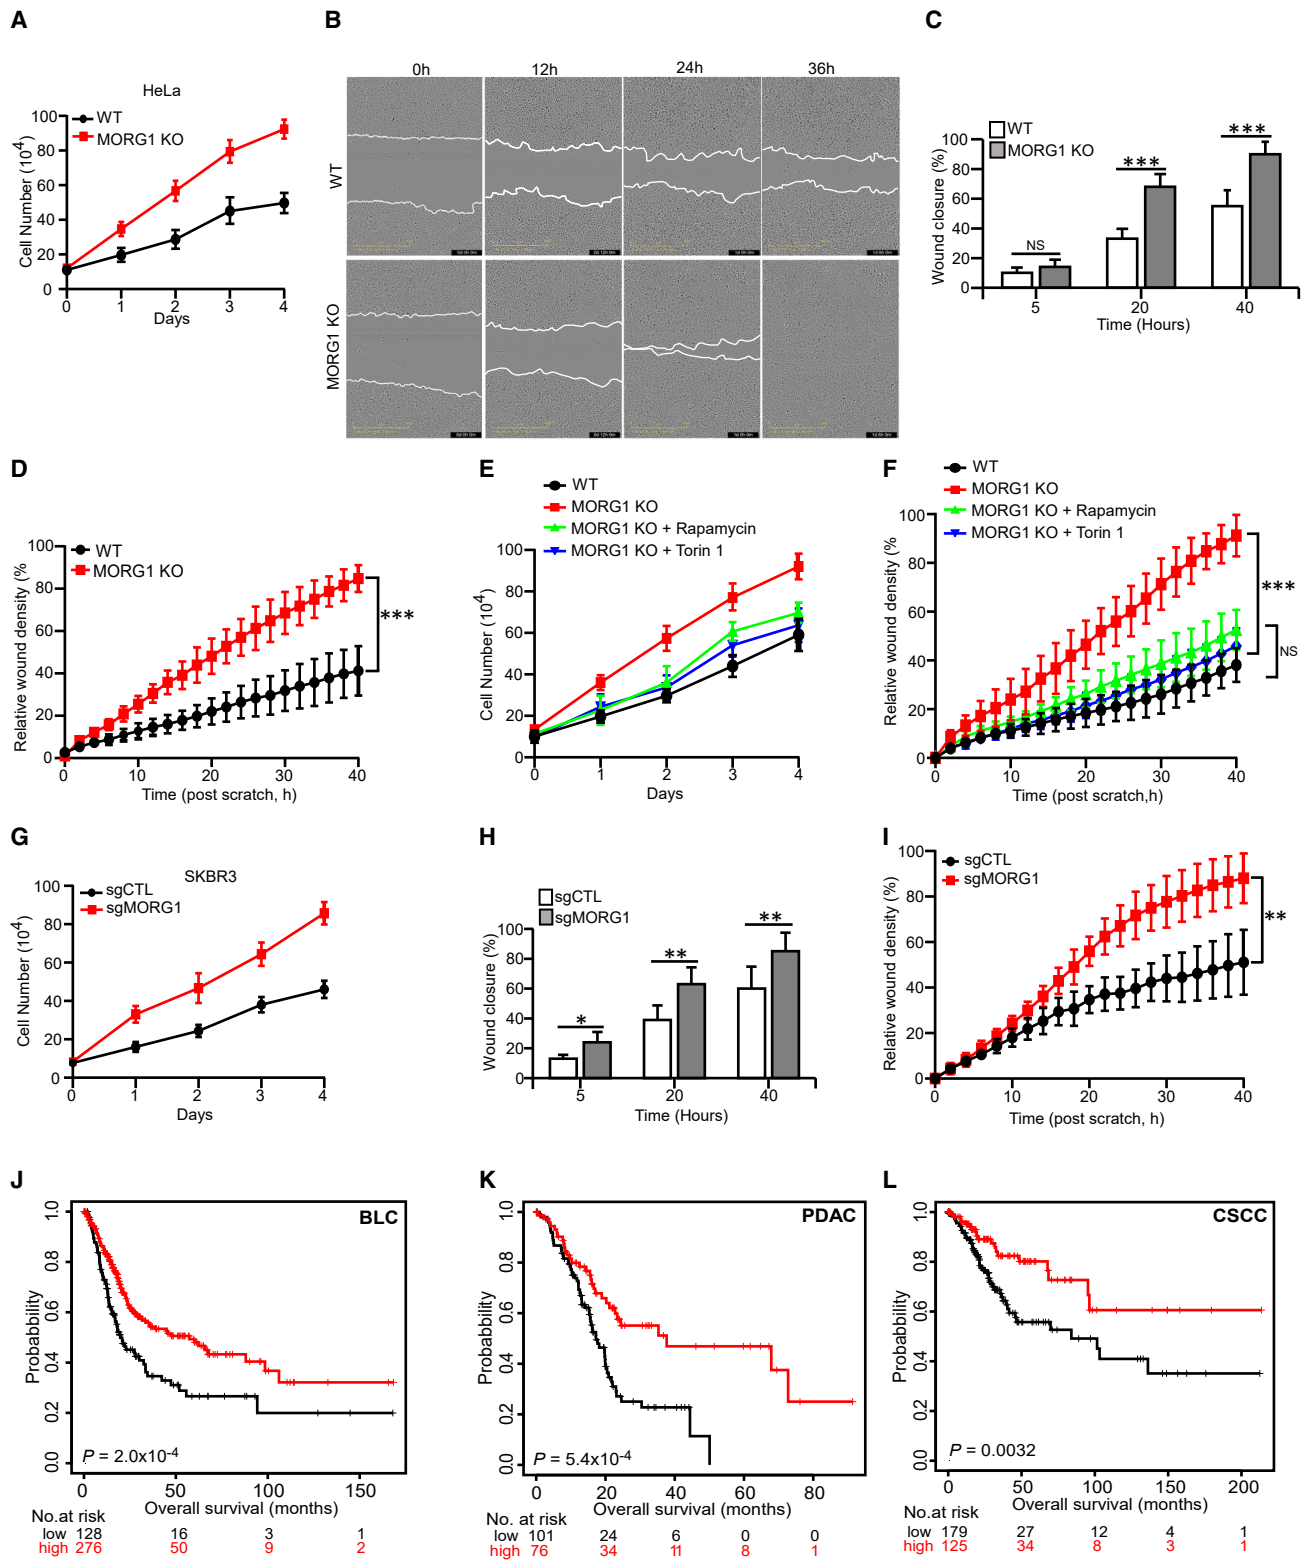 A
HeLa
WT
MORG1 KO
Cell Number (10⁴)
100
80
60
40
20
0
0 1 2 3 4
Days
B
0h 12h 24h 36h
WT
MORG1 KO
0d 0h 0m
0d 12h 0m
1d 0h 0m
C
WT
MORG1 KO
Wound closure (%)
100
80
60
40
20
0
NS
***
***
5 20 40
Time (Hours)
D
WT
MORG1 KO
Relative wound density (%
100
80
60
40
20
0
***
0 10 20 30 40
Time (post scratch, h)
E
WT
MORG1 KO
MORG1 KO + Rapamycin
MORG1 KO + Torin 1
Cell Number (10⁴)
100
80
60
40
20
0
0 1 2 3 4
Days
F
WT
MORG1 KO
MORG1 KO + Rapamycin
MORG1 KO + Torin 1
Relative wound density (%
100
80
60
40
20
0
***
NS
0 10 20 30 40
Time (post scratch,h)
G
SKBR3
sgCTL
sgMORG1
Cell Number (10⁴)
100
80
60
40
20
0
0 1 2 3 4
Days
H
sgCTL
sgMORG1
Wound closure (%)
100
80
60
40
20
0
*
**
**
5 20 40
Time (Hours)
I
sgCTL
sgMORG1
Relative wound density (%)
100
80
60
40
20
0
**
0 10 20 30 40
Time (post scratch, h)
J
BLC
Probabbility
1.0
0.8
0.6
0.4
0.2
0.0
P = 2.0x10⁻⁴
0 50 100 150
Overall survival (months)
No.at risk
low 128 16 3 1
high 276 50 9 2
K
PDAC
Probabbility
1.0
0.8
0.6
0.4
0.2
0.0
P = 5.4x10⁻⁴
0 20 40 60 80
Overall survival (months)
No. at risk
low 101 24 6 0 0
high 76 34 11 8 1
L
CSCC
Probabbility
1.0
0.8
0.6
0.4
0.2
0.0
P = 0.0032
0 50 100 150 200
Overall survival (months)
No.at risk
low 179 27 12 4 1
high 125 34 8 3 1